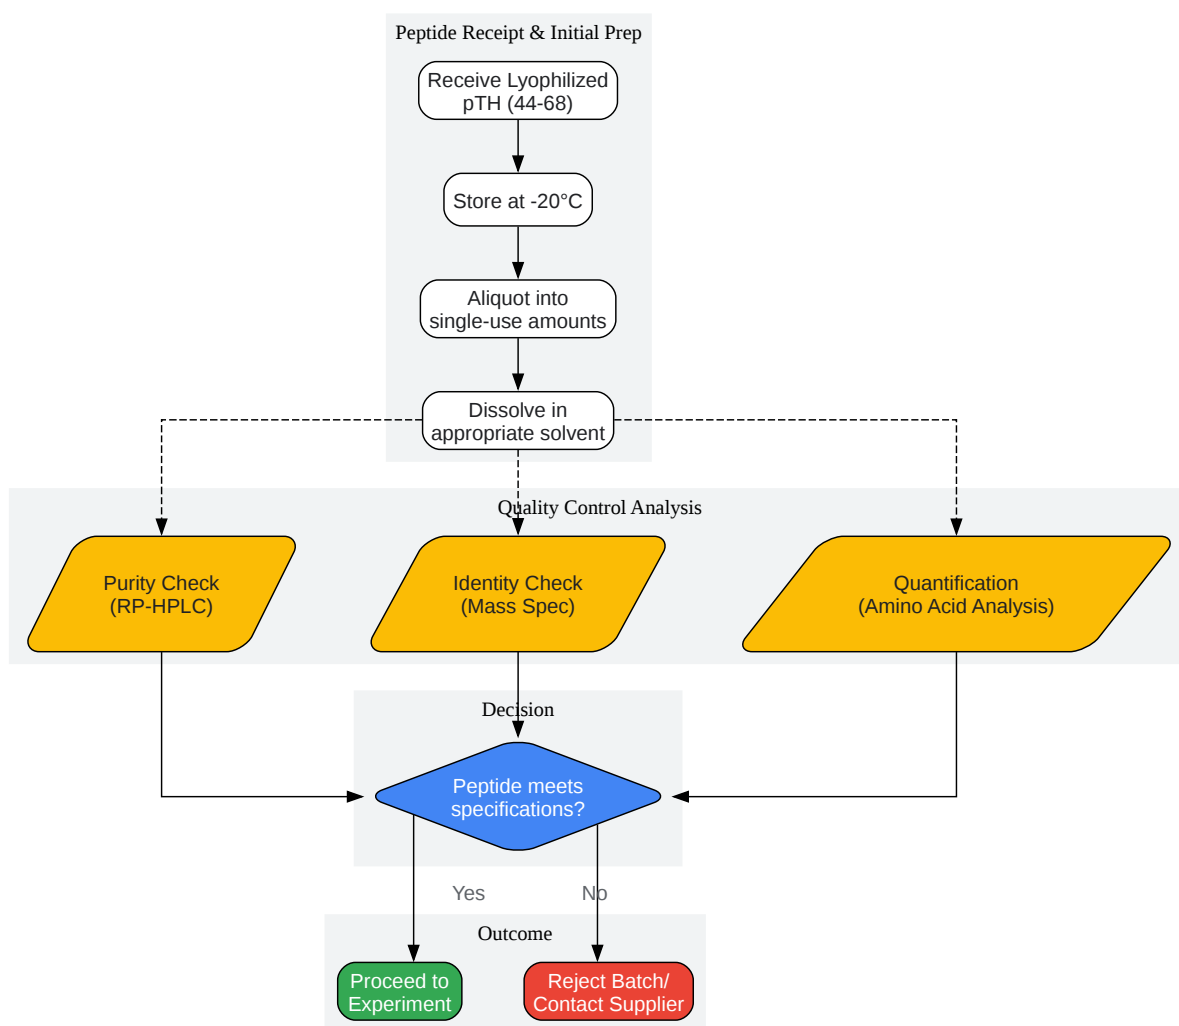 Peptide Receipt & Initial Prep
Receive Lyophilized
pTH (44-68)
Store at -20°C
Aliquot into
single-use amounts
Dissolve in
appropriate solvent
Quality Control Analysis
Purity Check
(RP-HPLC)
Identity Check
(Mass Spec)
Quantification
(Amino Acid Analysis)
Decision
Peptide meets
specifications?
Yes
No
Outcome
Proceed to
Experiment
Reject Batch/
Contact Supplier